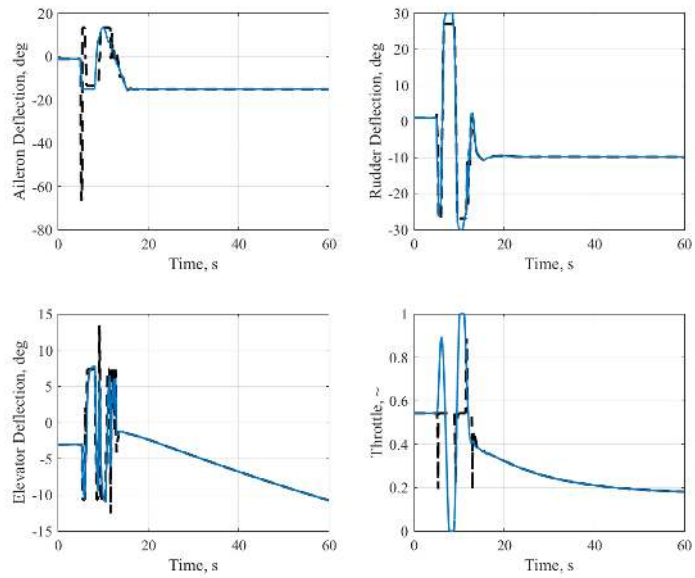 Aileron Deflection, deg
20
0
-20
-40
-60
-80
0 20 40 60
Time, s
Rudder Deflection, deg
30
20
10
0
-10
-20
-30
0 20 40 60
Time, s
Elevator Deflection, deg
15
10
5
0
-5
-10
-15
0 20 40 60
Time, s
Throttle, ~
1
0.8
0.6
0.4
0.2
0
0 20 40 60
Time, s